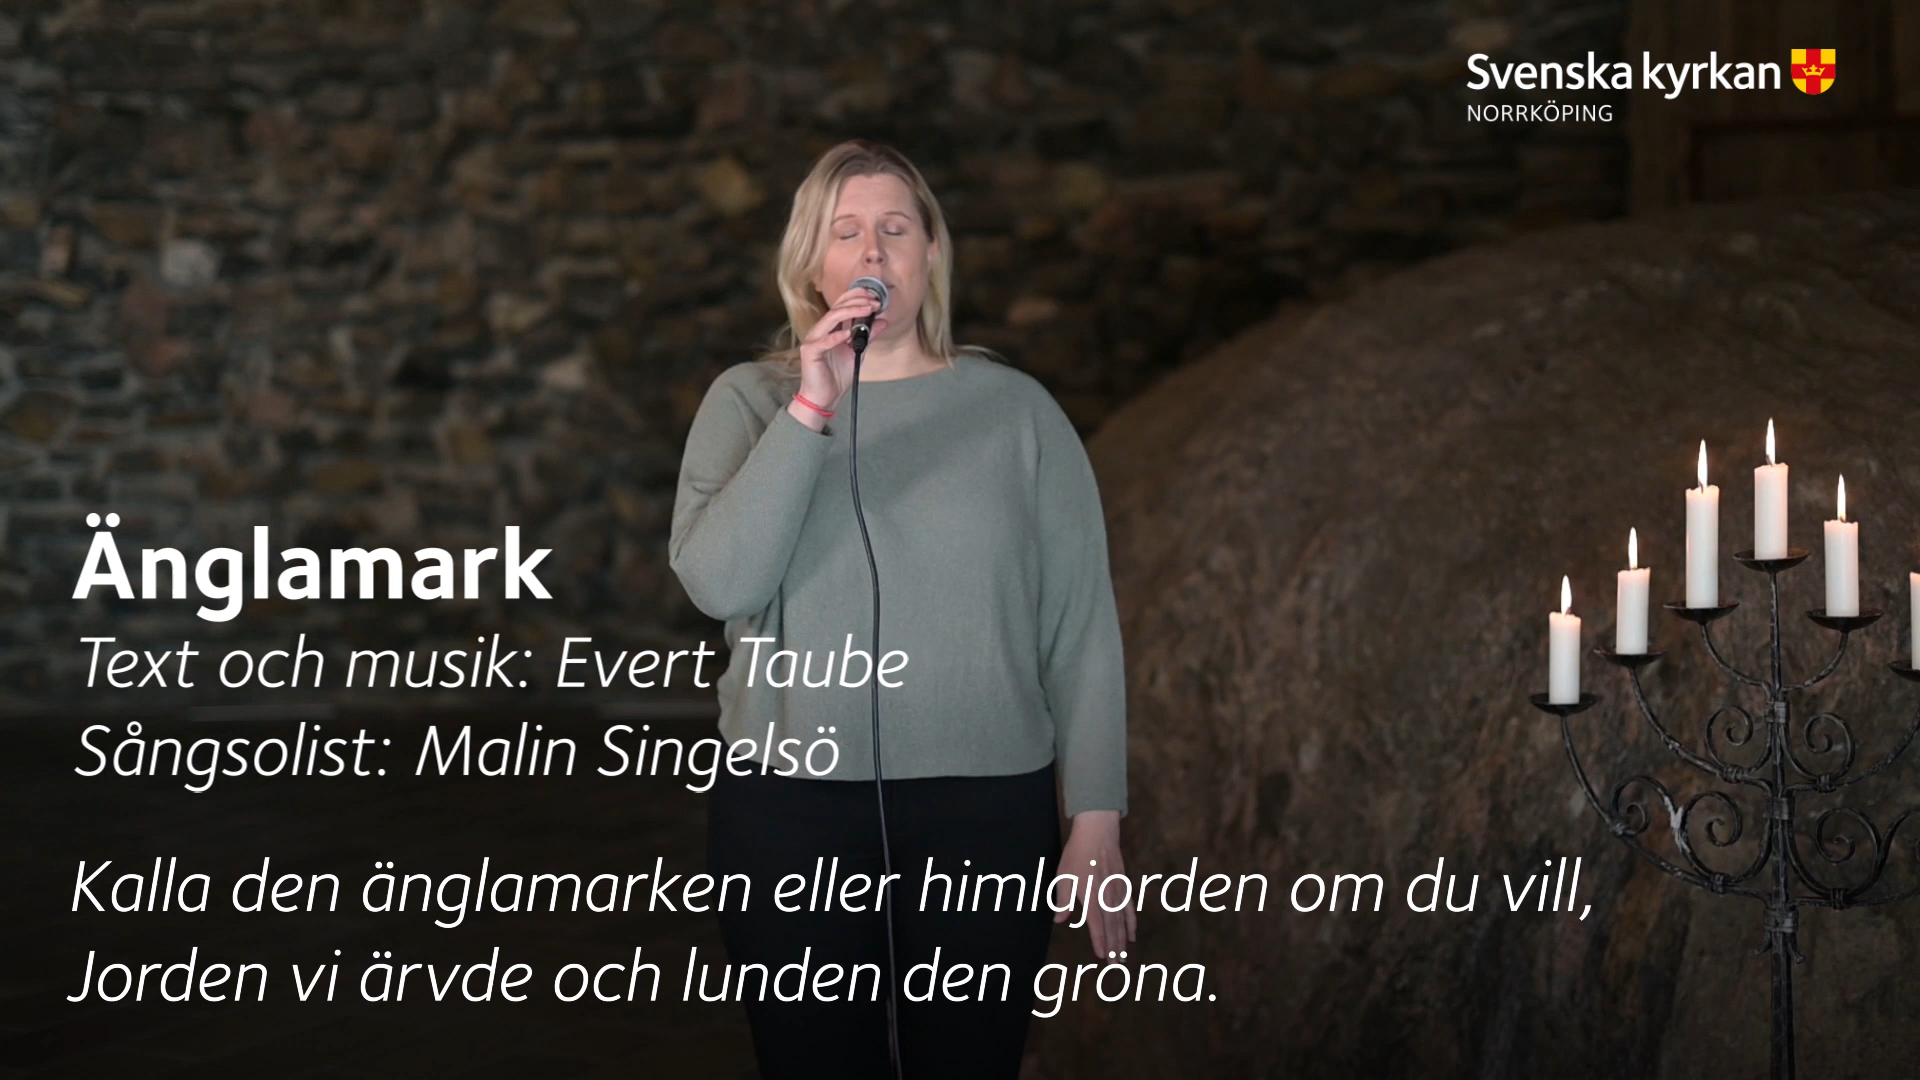 Svenska kyrkan
NORRKÖPING
Änglamark
Text och musik: Evert Taube
Sångsolist: Malin Singelsö
Kalla den änglamarken eller himlajorden om du vill,
Jorden vi ärvde och lunden den gröna.